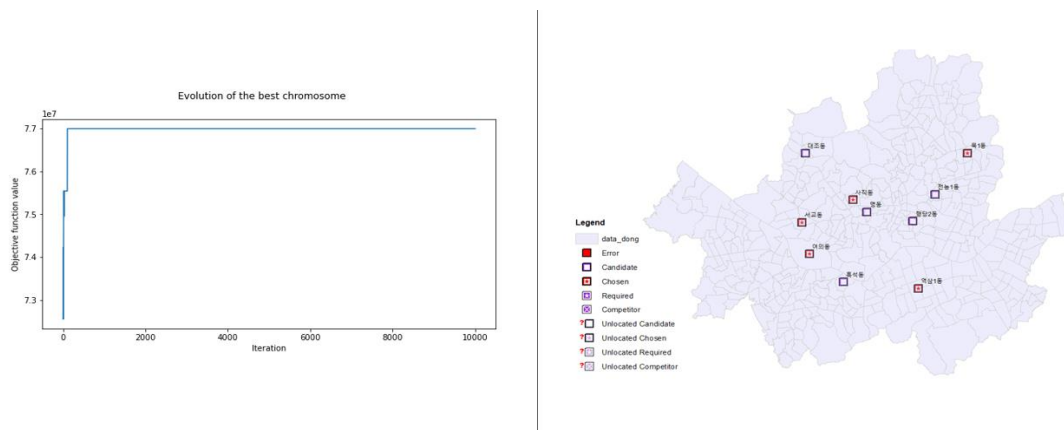 Evolution of the best chromosome
1e7
7.7
7.6
7.5
7.4
7.3
Objective function value
0
2000
4000
6000
8000
10000
Iteration
대조동
묵1동
전농1동
사직동
명동
행당2동
서교동
여의동
흑석동
역삼1동
Legend
data_dong
Error
Candidate
Chosen
Required
Competitor
? Unlocated Candidate
? Unlocated Chosen
? Unlocated Required
? Unlocated Competitor